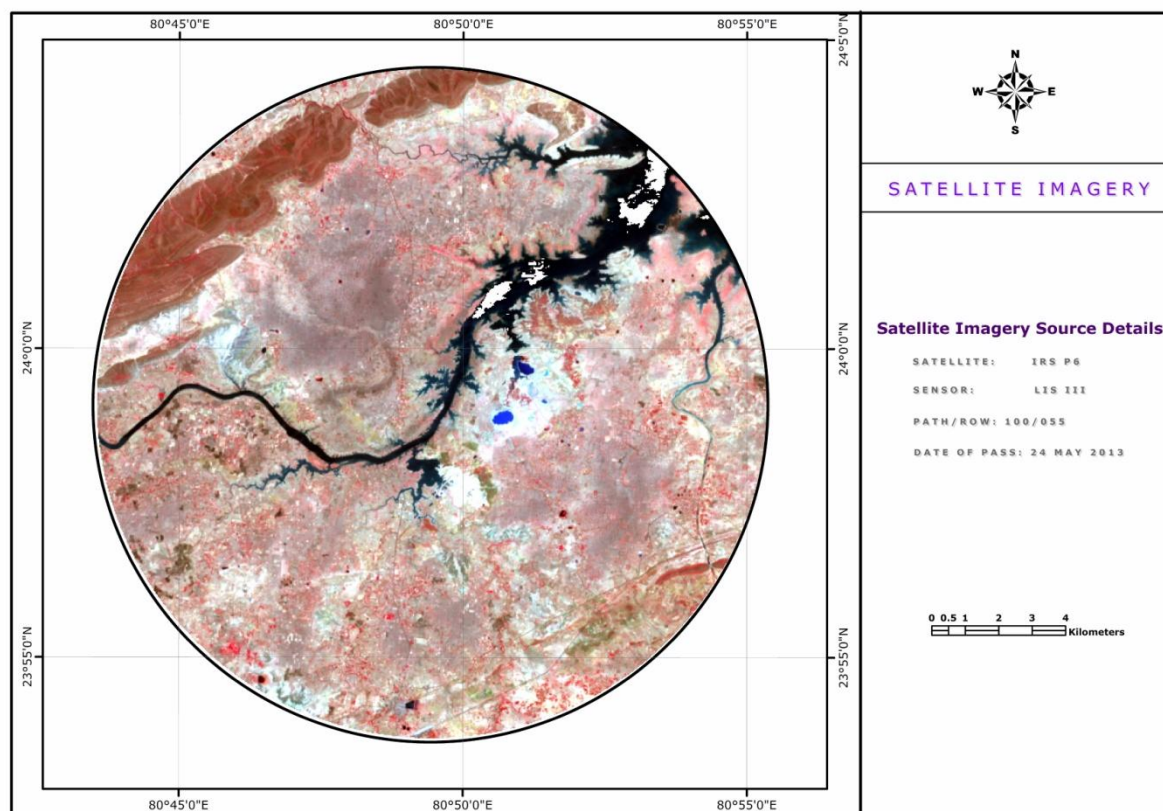 80°45'0"E 80°50'0"E 80°55'0"E
24°5'0"N
24°0'0"N 24°0'0"N
23°55'0"N 23°55'0"N
80°45'0"E 80°50'0"E 80°55'0"E
N
W E
S
SATELLITE IMAGERY
Satellite Imagery Source Details
SATELLITE: IRS P6
SENSOR: LIS III
PATH/ROW: 100/055
DATE OF PASS: 24 MAY 2013
0 0.5 1 2 3 4
Kilometers